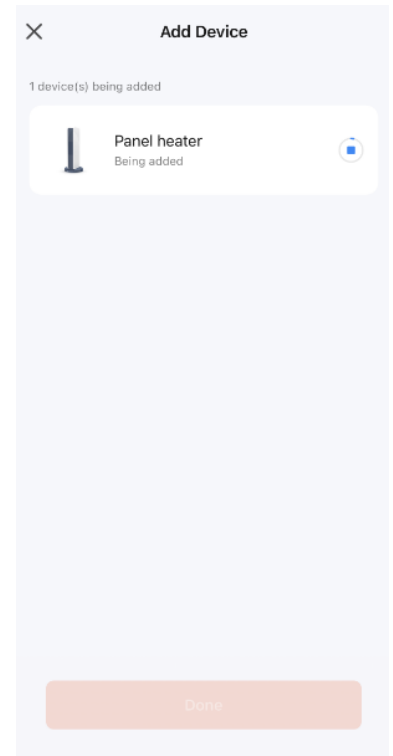 Add Device
1 device(s) being added
Panel heater
Being added
Done